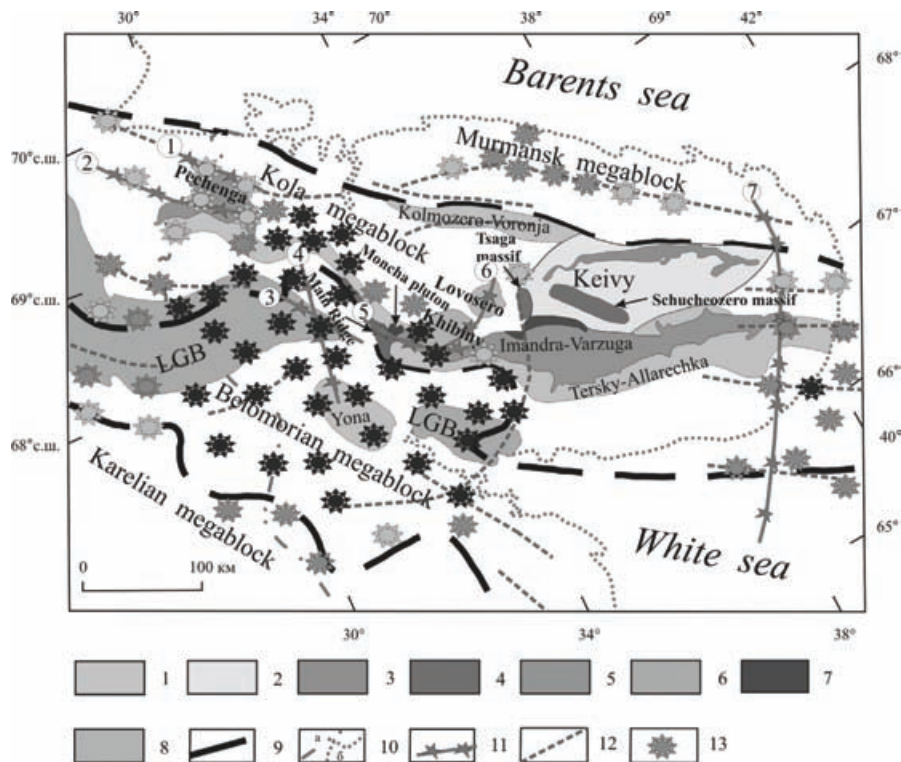 30°
34°
70°
38°
69°
42°
68°
Barents sea
Murmansk megablock
70°с.ш.
1
2
7
67°
Pechenga
Kola megablock
Kolmozero-Voronja
Tsaga massif
4
6
Keivy
69°с.ш.
3
Main Ridge
5
Moncha pluton
Lovosero
Khibiny
Schucheozero massif
LGB
Imandra-Varzuga
Tersky-Allarechka
66°
Yona
LGB
68°с.ш.
Belomorian megablock
40°
Karelian megablock
65°
White sea
0 100 км
30°
34°
38°
1 2 3 4 5 6 7
8 9 а б 10 11 12 13